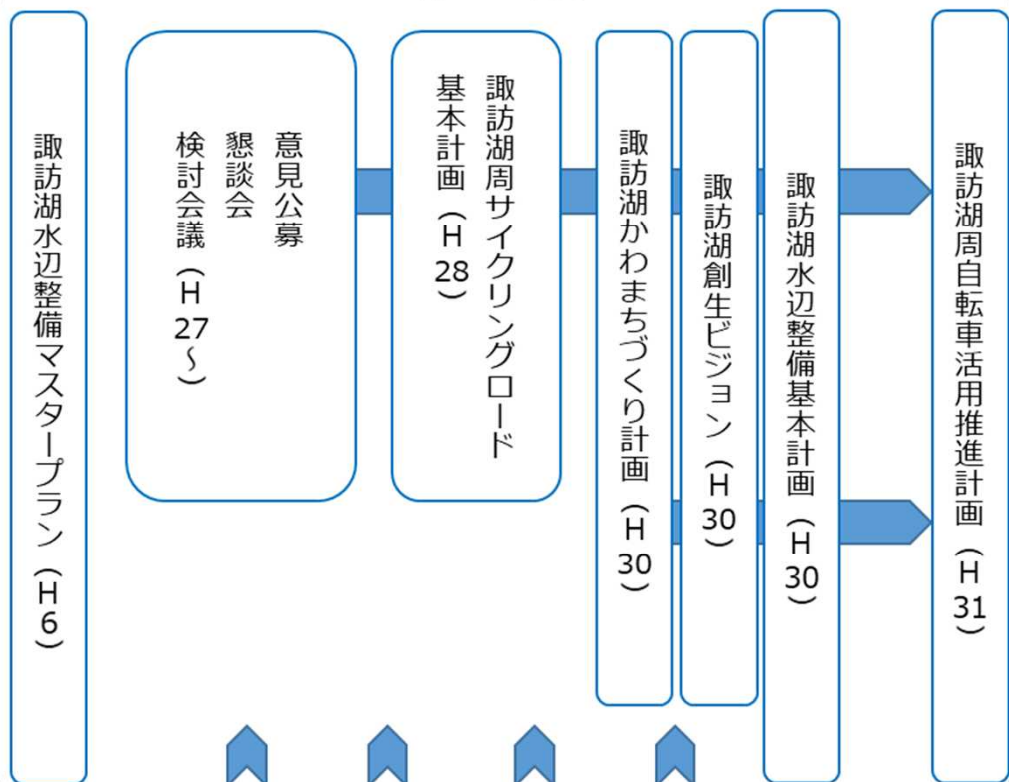 諏訪湖水辺整備マスタープラン（H6）
意見公募
懇談会
検討会議（H27～）
諏訪湖周サイクリングロード
基本計画（H28）
諏訪湖かわまちづくり計画（H30）
諏訪湖創生ビジョン（H30）
諏訪湖水辺整備基本計画（H30）
諏訪湖周自転車活用推進計画（H31）